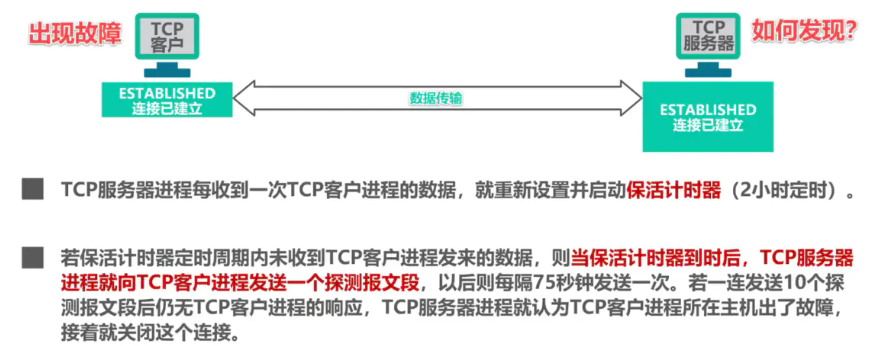 出现故障
TCP
客户
TCP
服务器
如何发现？
ESTABLISHED
连接已建立
数据传输
ESTABLISHED
连接已建立
TCP服务器进程每收到一次TCP客户进程的数据，就重新设置并启动保活计时器（2小时定时）。
若保活计时器定时周期内未收到TCP客户进程发来的数据，则当保活计时器到时后，TCP服务器
进程就向TCP客户进程发送一个探测报文段，以后则每隔75秒钟发送一次。若一连发送10个探
测报文段后仍无TCP客户进程的响应，TCP服务器进程就认为TCP客户进程所在主机出了故障，
接着就关闭这个连接。